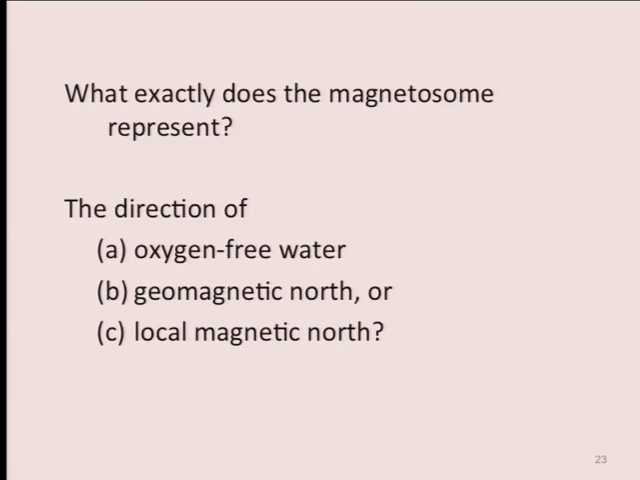 What exactly does the magnetosome
represent?
The direction of
(a) oxygen-free water
(b) geomagnetic north, or
(c) local magnetic north?
23